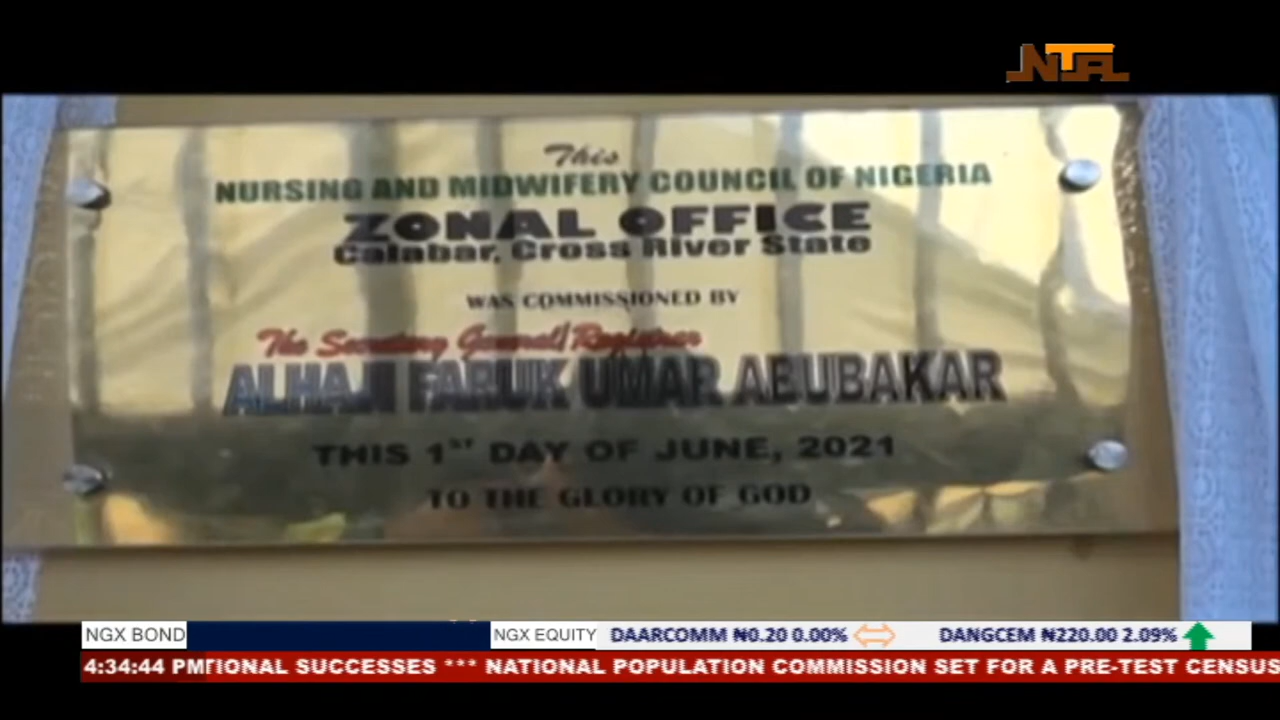 NTA
This
NURSING AND MIDWIFERY COUNCIL OF NIGERIA
ZONAL OFFICE
Calabar, Cross River State
WAS COMMISSIONED BY
The Secretary General/Registrar
ALHAJI FARUK UMAR ABUBAKAR
THIS 1ST DAY OF JUNE, 2021
TO THE GLORY OF GOD
NGX BOND NGX EQUITY DAARCOMM ₦0.20 0.00% DANGCEM ₦220.00 2.09%
4:34:44 PM TIONAL SUCCESSES *** NATIONAL POPULATION COMMISSION SET FOR A PRE-TEST CENSUS